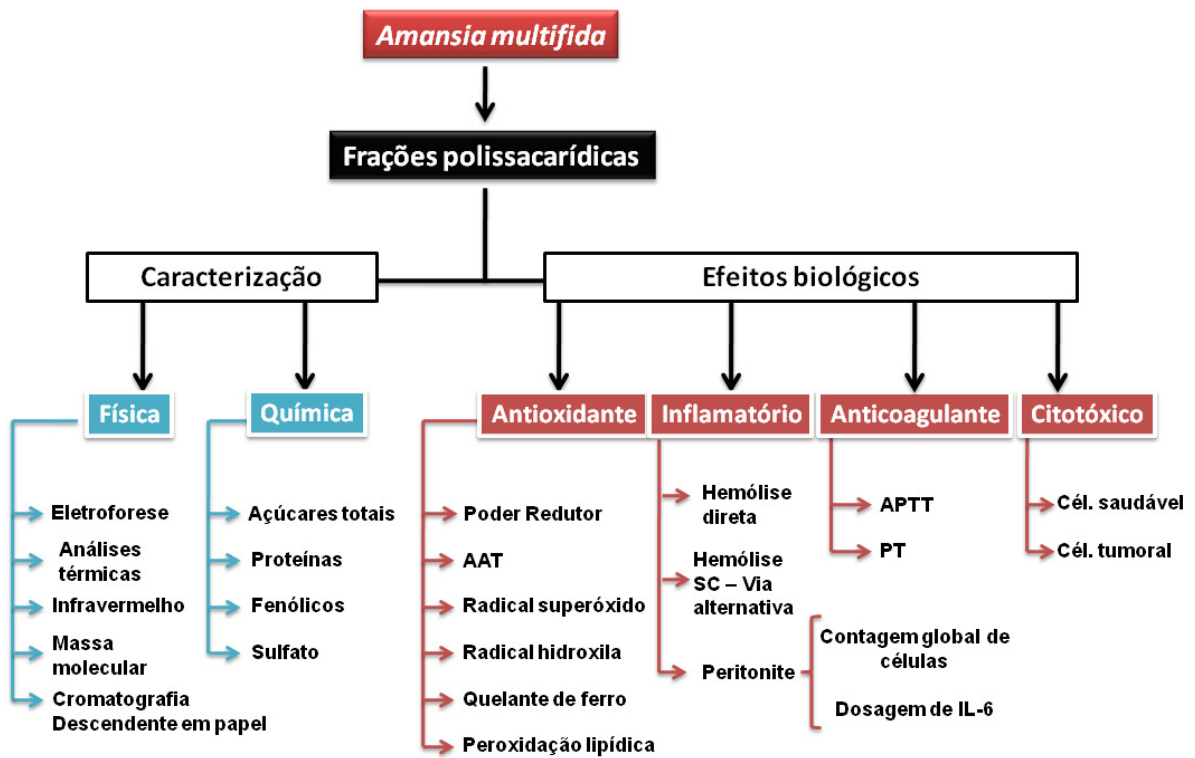 Amansia multifida
Frações polissacarídicas
Caracterização
Efeitos biológicos
Física
Química
Antioxidante
Inflamatório
Anticoagulante
Citotóxico
Eletroforese
Análises
térmicas
Infravermelho
Massa
molecular
Cromatografia
Descendente em papel
Açúcares totais
Proteínas
Fenólicos
Sulfato
Poder Redutor
AAT
Radical superóxido
Radical hidroxila
Quelante de ferro
Peroxidação lipídica
Hemólise
direta
Hemólise
SC – Via
alternativa
Peritonite
Contagem global de
células
Dosagem de IL-6
APTT
PT
Cél. saudável
Cél. tumoral